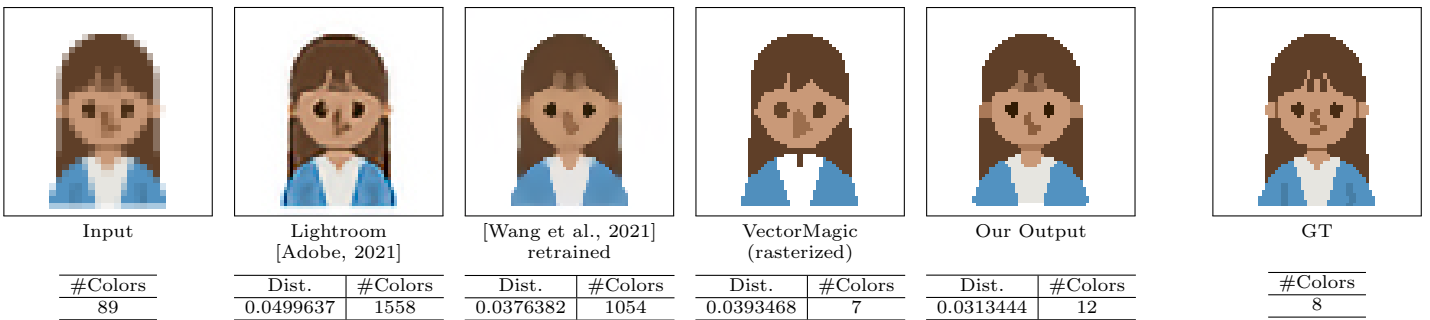 Input
Lightroom
[Adobe, 2021]
[Wang et al., 2021]
retrained
VectorMagic
(rasterized)
Our Output
GT
#Colors
89
Dist. #Colors
0.0499637 1558
Dist. #Colors
0.0376382 1054
Dist. #Colors
0.0393468 7
Dist. #Colors
0.0313444 12
#Colors
8